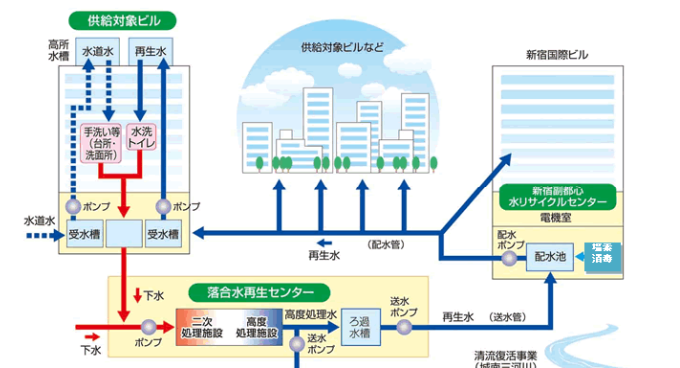 供給対象ビル
高所
水槽
水道水
再生水
供給対象ビルなど
新宿国際ビル
手洗い等
(台所・
洗面所)
水洗
トイレ
ポンプ
ポンプ
水道水
受水槽
受水槽
再生水
(配水管)
新宿副都心
水リサイクルセンター
電機室
配水
ポンプ
配水池
塩素
消毒
下水
落合水再生センター
下水
ポンプ
二次
処理施設
高度
処理施設
高度処理水
送水
ポンプ
ろ過
水槽
送水
ポンプ
再生水
(送水管)
清流復活事業
(城南三河川)